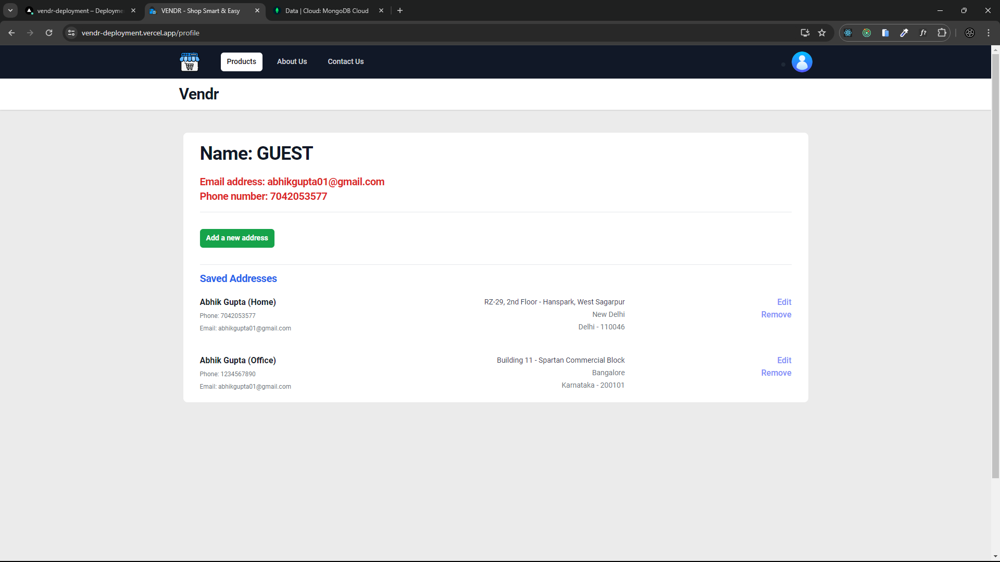 vendr-deployment – Deployme
VENDR - Shop Smart & Easy
Data | Cloud: MongoDB Cloud
vendr-deployment.vercel.app/profile
f?
Products
About Us
Contact Us
Vendr
Name: GUEST
Email address: abhikgupta01@gmail.com
Phone number: 7042053577
Add a new address
Saved Addresses
Abhik Gupta (Home)
Phone: 7042053577
Email: abhikgupta01@gmail.com
RZ-29, 2nd Floor - Hanspark, West Sagarpur
New Delhi
Delhi - 110046
Edit
Remove
Abhik Gupta (Office)
Phone: 1234567890
Email: abhikgupta01@gmail.com
Building 11 - Spartan Commercial Block
Bangalore
Karnataka - 200101
Edit
Remove